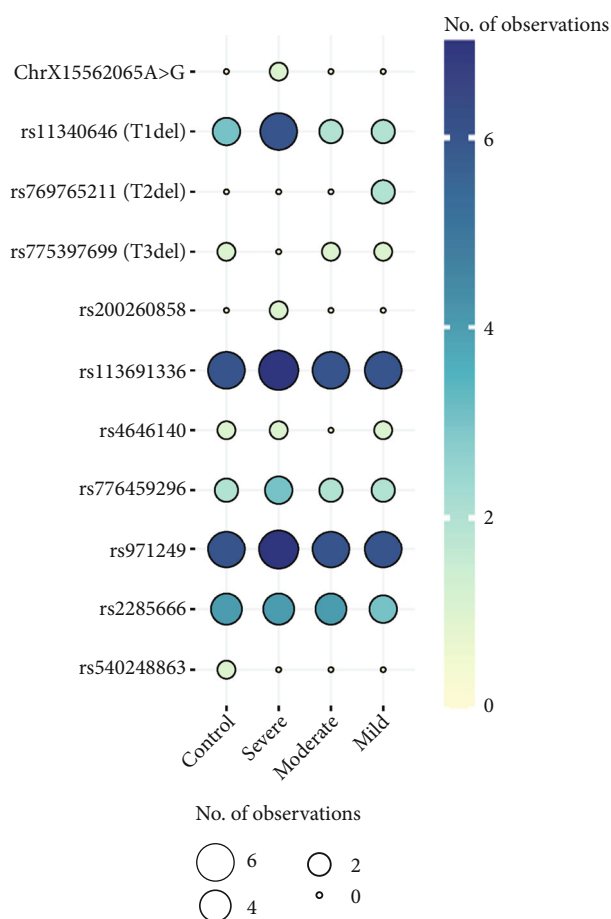 No. of observations
ChrX15562065A>G
rs11340646 (T1del)
rs769765211 (T2del)
rs775397699 (T3del)
rs200260858
rs113691336
rs4646140
rs776459296
rs971249
rs2285666
rs540248863
6
4
2
0
Control
Severe
Moderate
Mild
No. of observations
6
2
4
0